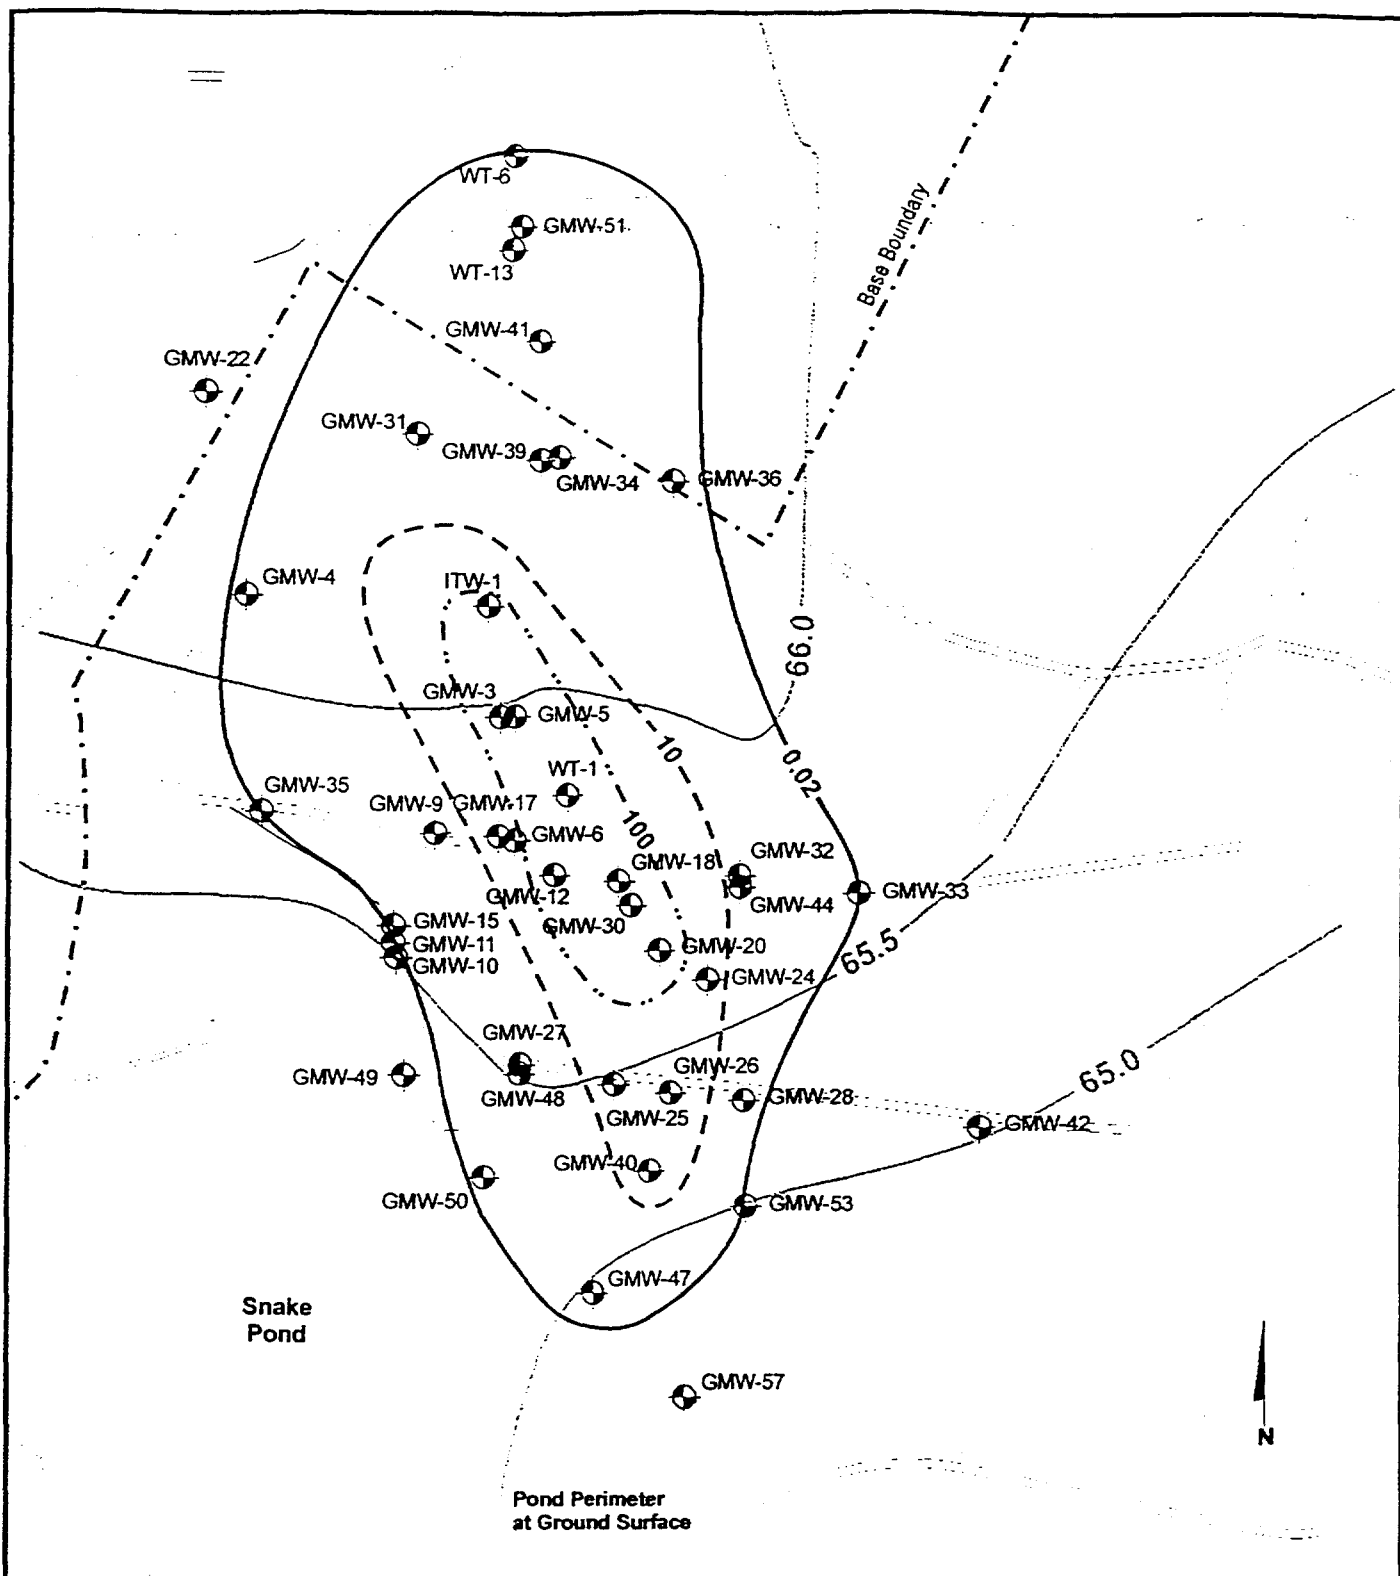 WT-6
GMW-51
WT-13
Base Boundary
GMW-41
GMW-22
GMW-31
GMW-39
GMW-34
GMW-36
ITW-1
GMW-4
66.0
GMW-3
GMW-5
10
WT-1
0.02
GMW-35
GMW-9
GMW-17
100
GMW-6
GMW-32
GMW-18
GMW-12
GMW-44
GMW-33
GMW-30
GMW-15
GMW-11
GMW-10
GMW-20
65.5
GMW-24
GMW-27
GMW-49
GMW-48
GMW-26
65.0
GMW-25
GMW-28
GMW-42
GMW-40
GMW-50
GMW-53
GMW-47
Snake
Pond
GMW-57
N
Pond Perimeter
at Ground Surface